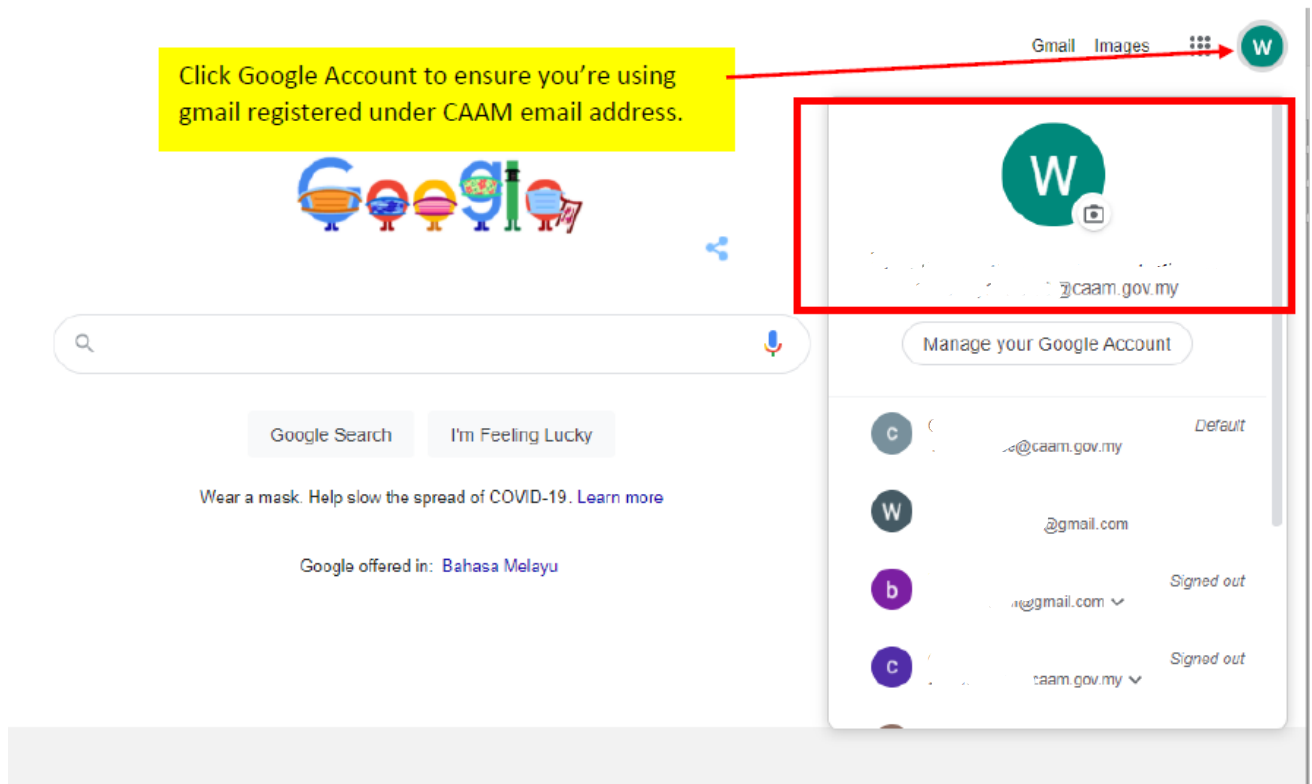 Gmail Images
W
Click Google Account to ensure you’re using
gmail registered under CAAM email address.
Google
W
@caam.gov.my
Manage your Google Account
Google Search I'm Feeling Lucky
Wear a mask. Help slow the spread of COVID-19. Learn more
Google offered in: Bahasa Melayu
c
Default
@caam.gov.my
W
@gmail.com
b
Signed out
@gmail.com
c
Signed out
caam.gov.my